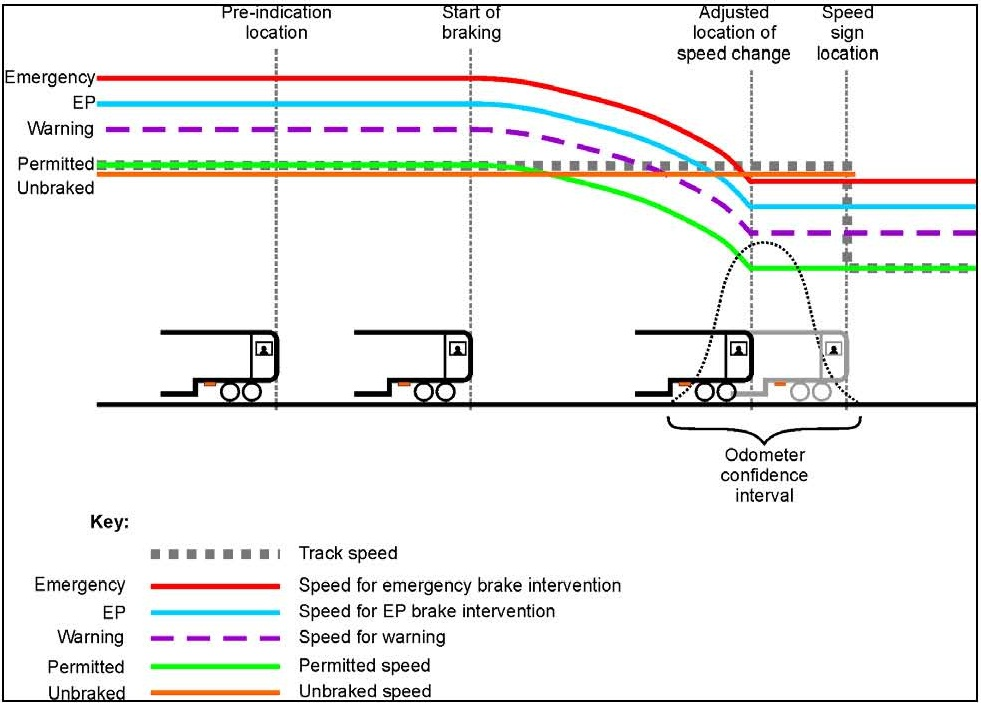 Pre-indication
location
Start of
braking
Adjusted
location of
speed change
Speed
sign
location
Emergency
EP
Warning
Permitted
Unbraked
Odometer
confidence
interval
Key:
Track speed
Emergency Speed for emergency brake intervention
EP Speed for EP brake intervention
Warning Speed for warning
Permitted Permitted speed
Unbraked Unbraked speed